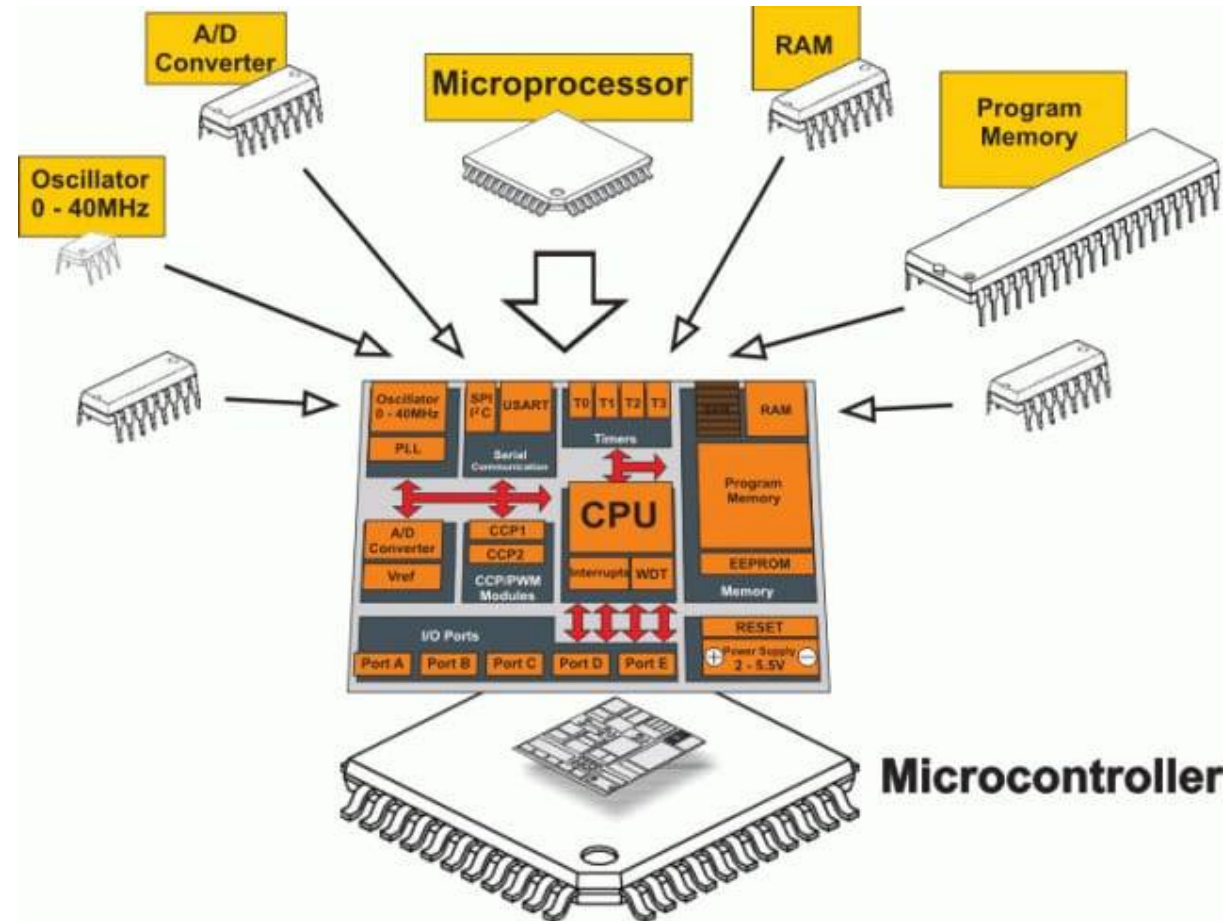 A/D
Converter
Microprocessor
RAM
Program
Memory
Oscillator
0 - 40MHz
Oscillator
0 - 40MHz
PLL
SPI
I²C
USART
Serial
Communication
T0 T1 T2 T3
Timers
RAM
Program
Memory
EEPROM
Memory
A/D
Converter
Vref
CCP1
CCP2
CCP/PWM
Modules
CPU
Interrupts
WDT
I/O Ports
Port A Port B Port C Port D Port E
RESET
Power Supply
2 - 5.5V
Microcontroller